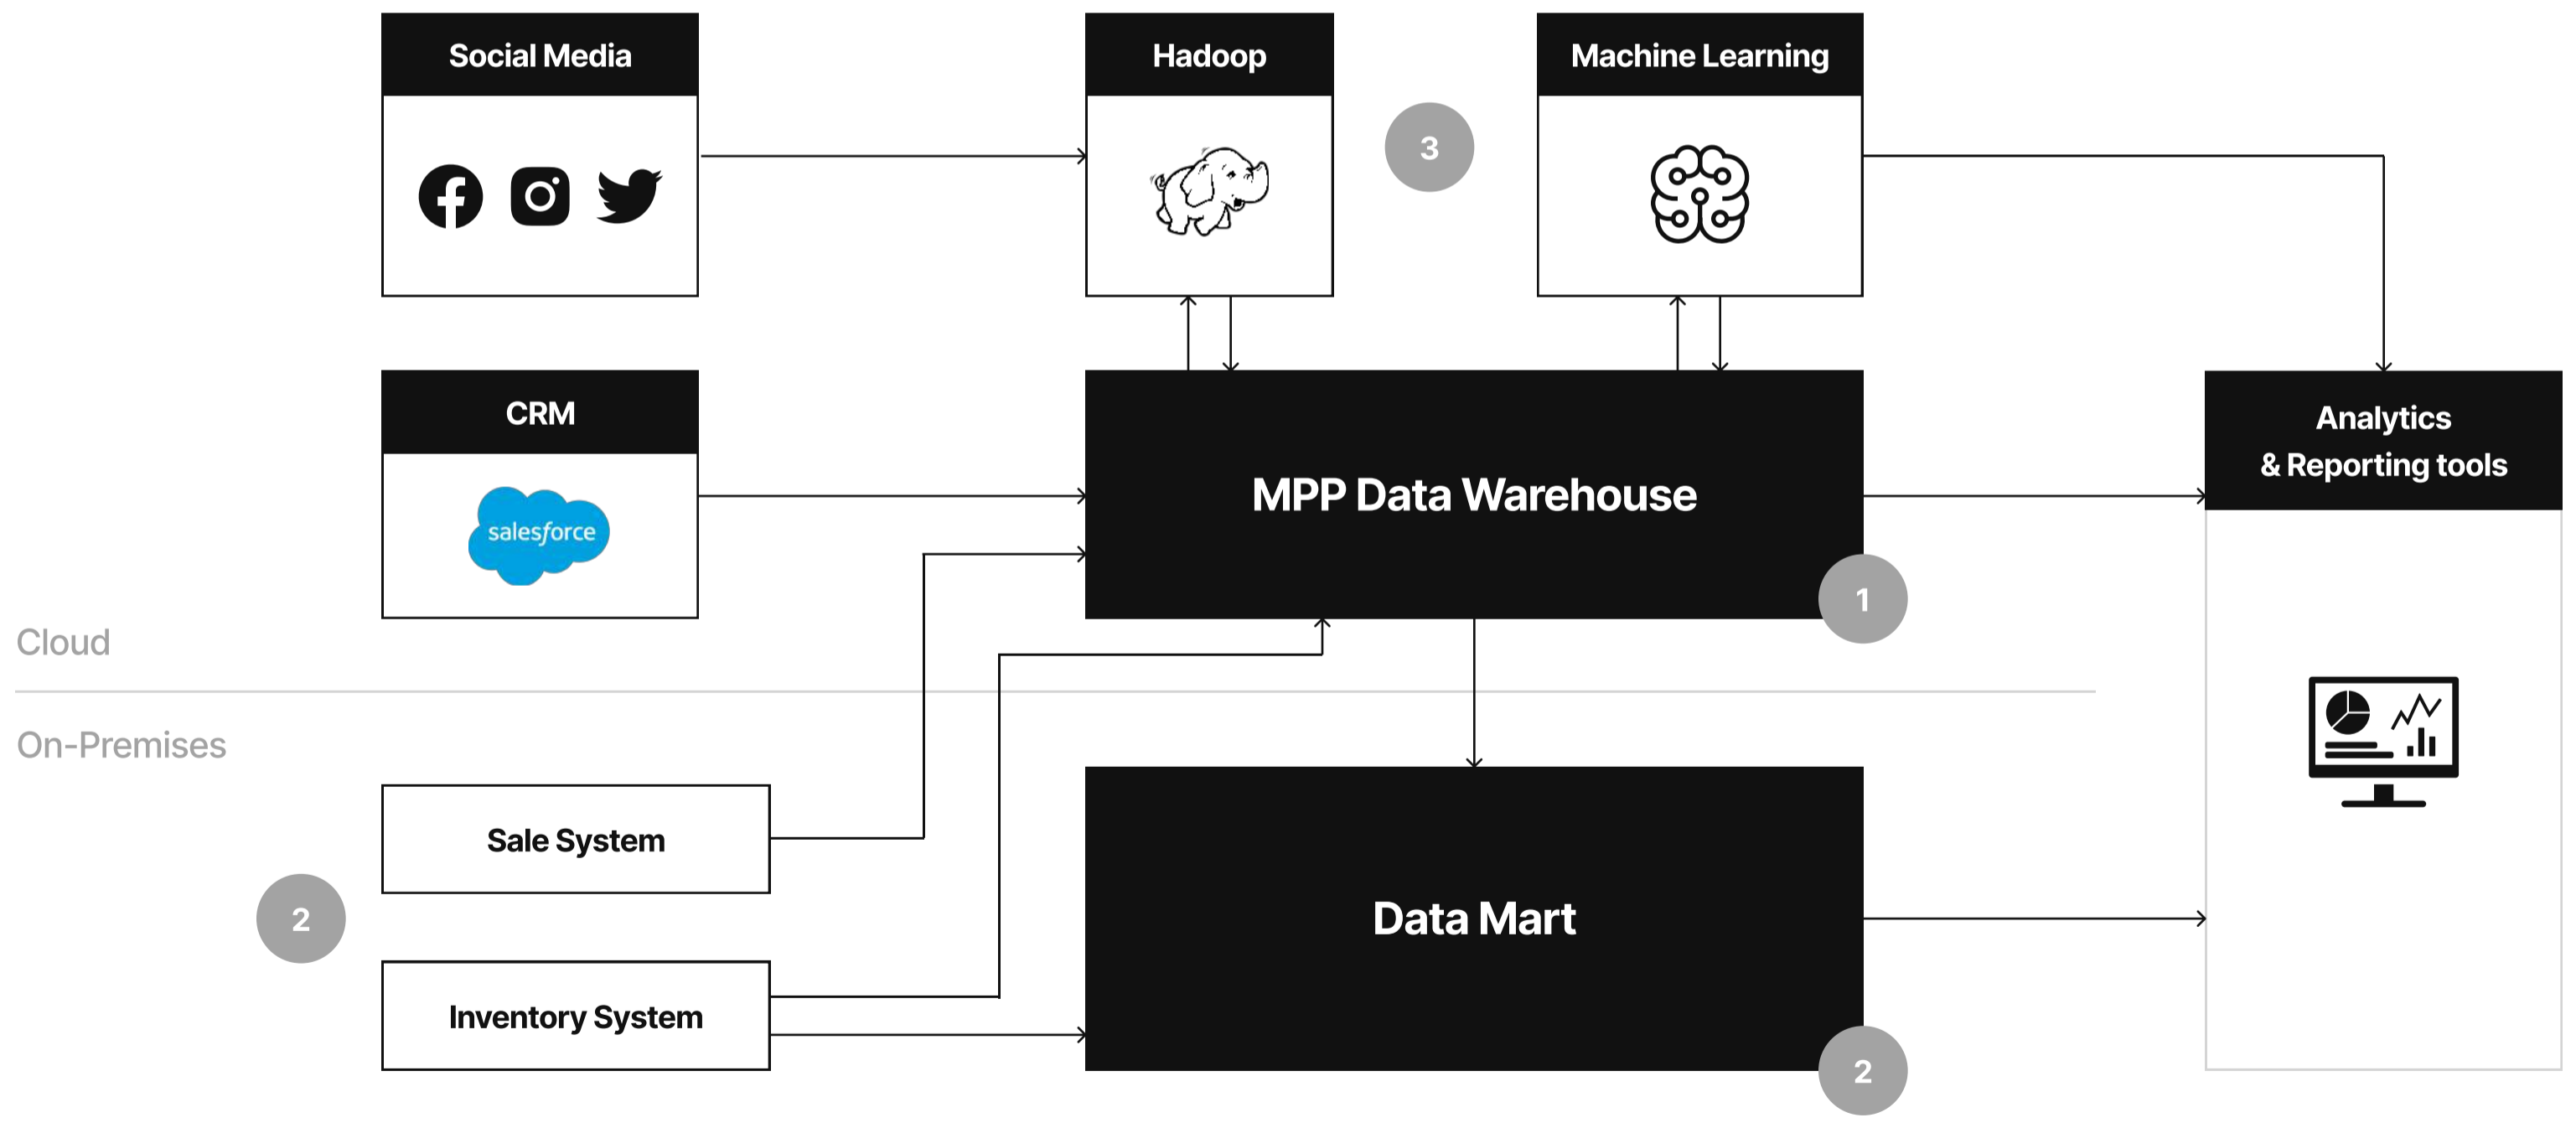 Social Media
Hadoop
3
Machine Learning
CRM
salesforce
MPP Data Warehouse
1
Analytics
& Reporting tools
Cloud
On-Premises
Sale System
2
Inventory System
Data Mart
2